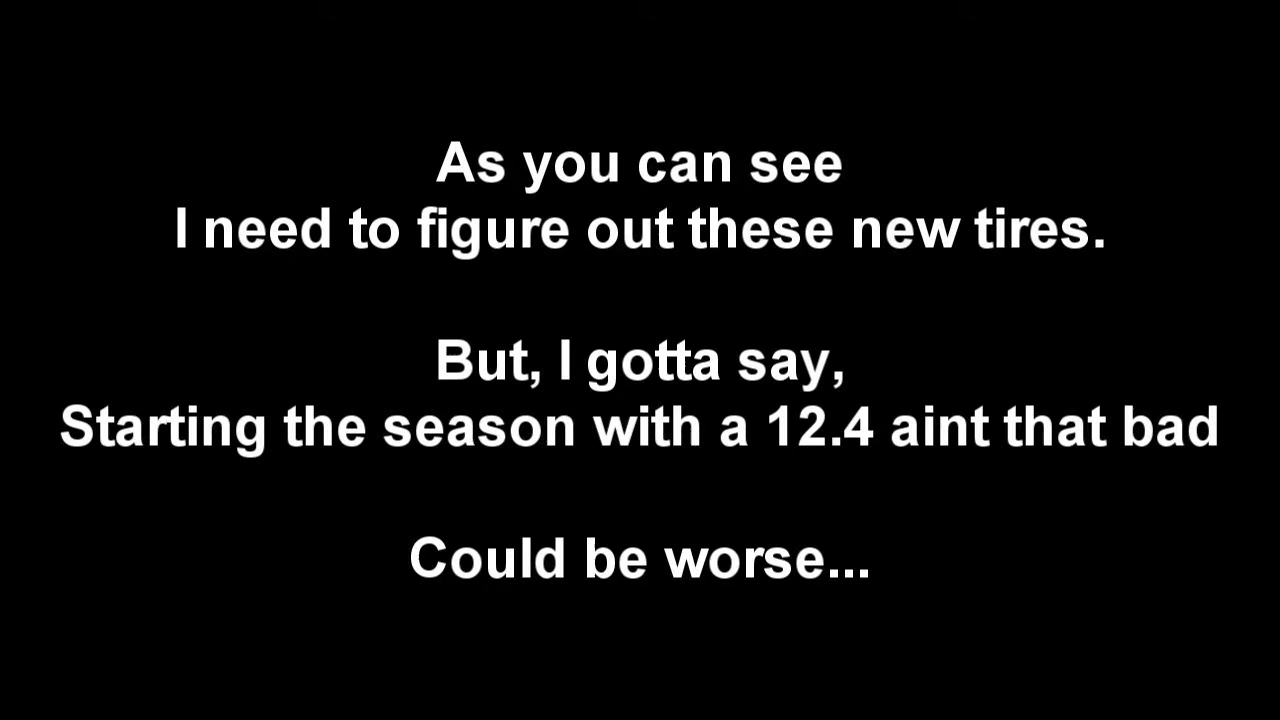 As you can see
I need to figure out these new tires.
But, I gotta say,
Starting the season with a 12.4 aint that bad
Could be worse...